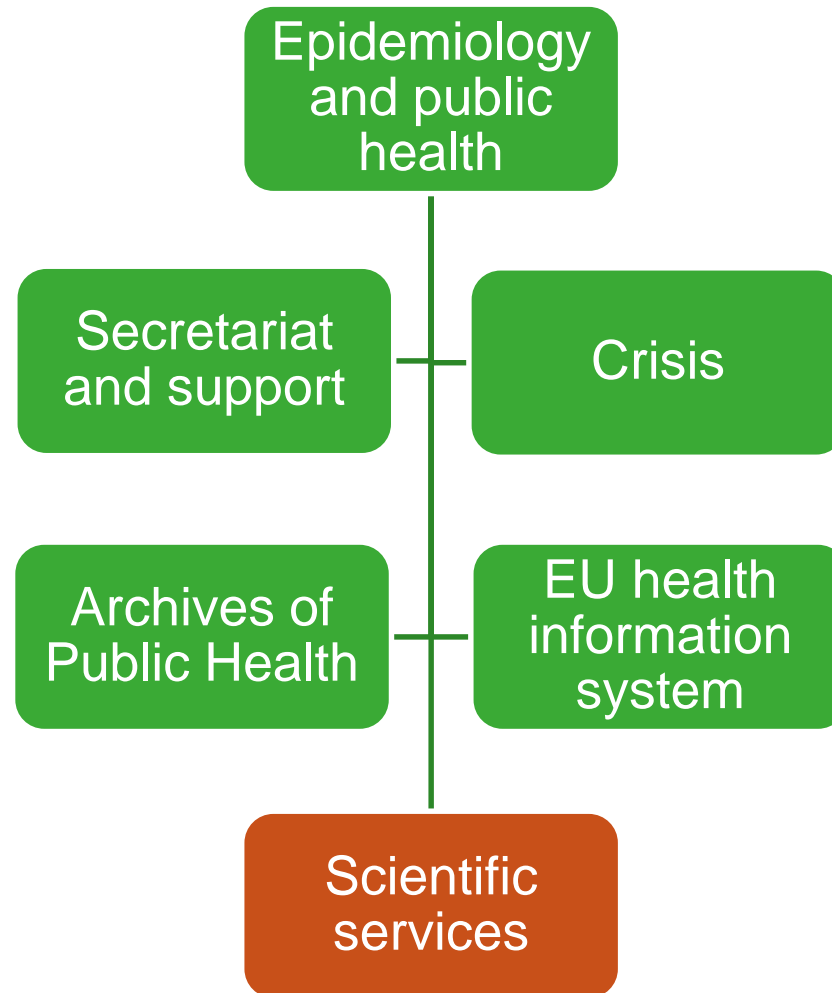 Epidemiology
and public
health
Secretariat
and support
Crisis
Archives of
Public Health
EU health
information
system
Scientific
services